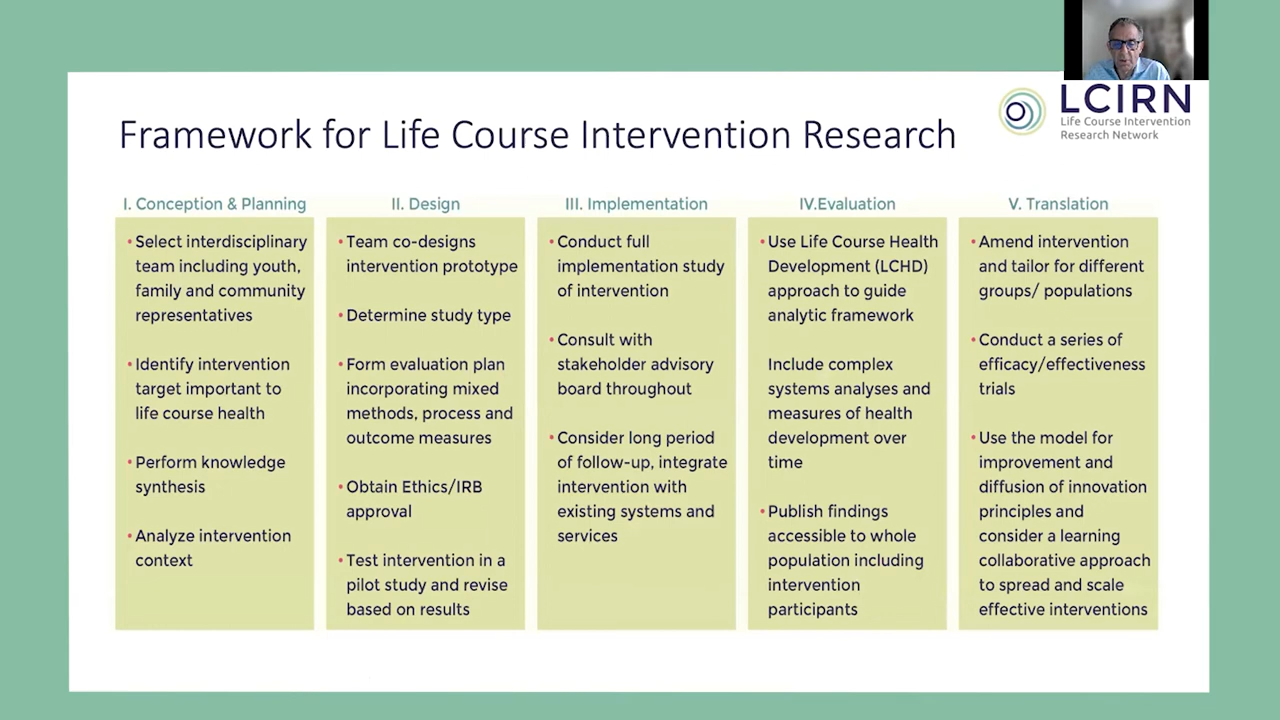 LCIRN
Life Course Intervention
Research Network
Framework for Life Course Intervention Research
I. Conception & Planning
•Select interdisciplinary
team including youth,
family and community
representatives
•Identify intervention
target important to
life course health
•Perform knowledge
synthesis
•Analyze intervention
context
II. Design
•Team co-designs
intervention prototype
•Determine study type
•Form evaluation plan
incorporating mixed
methods, process and
outcome measures
•Obtain Ethics/IRB
approval
•Test intervention in a
pilot study and revise
based on results
III. Implementation
•Conduct full
implementation study
of intervention
•Consult with
stakeholder advisory
board throughout
•Consider long period
of follow-up, integrate
intervention with
existing systems and
services
IV.Evaluation
•Use Life Course Health
Development (LCHD)
approach to guide
analytic framework
Include complex
systems analyses and
measures of health
development over
time
•Publish findings
accessible to whole
population including
intervention
participants
V. Translation
•Amend intervention
and tailor for different
groups/ populations
•Conduct a series of
efficacy/effectiveness
trials
•Use the model for
improvement and
diffusion of innovation
principles and
consider a learning
collaborative approach
to spread and scale
effective interventions